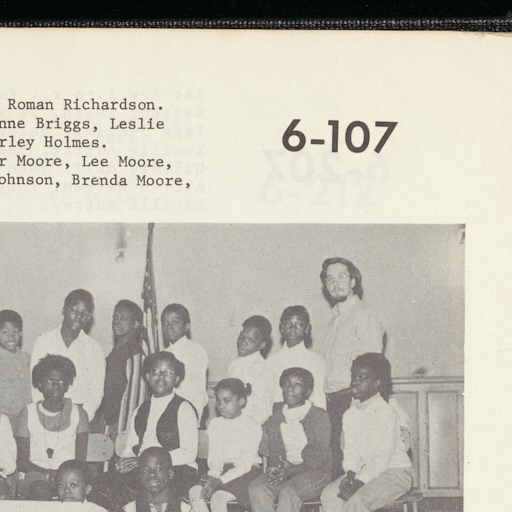 Roman Richardson.
nne Briggs, Leslie
rley Holmes.
r Moore, Lee Moore,
ohnson, Brenda Moore,
6-107